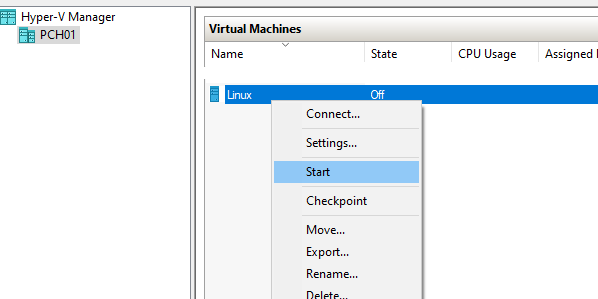 Hyper-V Manager
PCH01
Virtual Machines
Name State CPU Usage Assigned
Linux Off
Connect...
Settings...
Start
Checkpoint
Move...
Export...
Rename...
Delete...